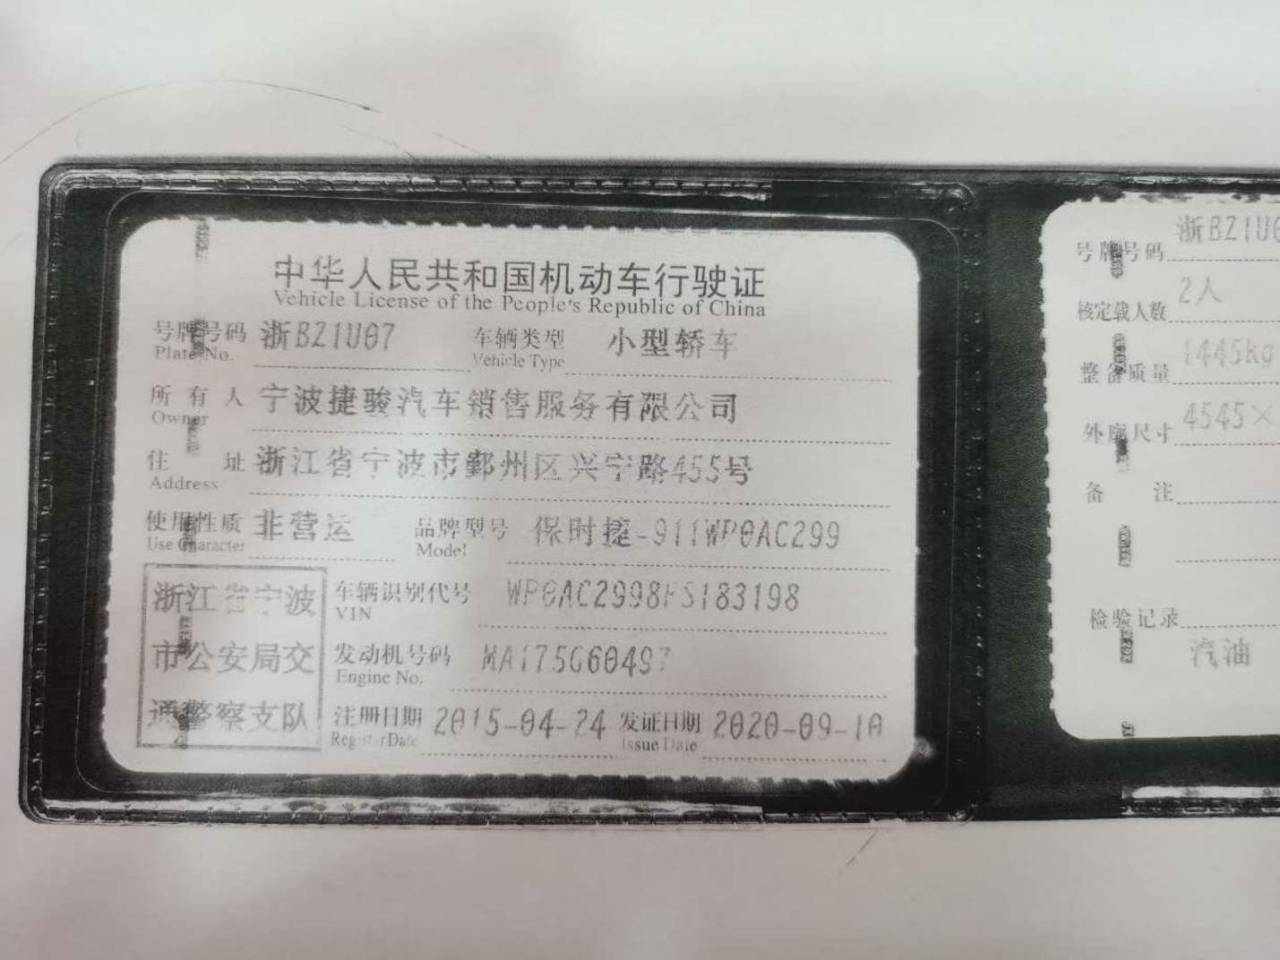 中华人民共和国机动车行驶证
Vehicle License of the People's Republic of China
号牌号码 浙BZ1U07 车辆类型 小型轿车
Plate No. Vehicle Type
所有人 宁波捷骏汽车销售服务有限公司
Owner
住址 浙江省宁波市鄞州区兴宁路455号
Address
使用性质 非营运 品牌型号 保时捷-911WP0AC299
Use Character Model
浙江省宁波
市公安局交
通警察支队
车辆识别代号 WP0AC2998FS183198
VIN
发动机号码 MA175G60497
Engine No.
注册日期 2015-04-24 发证日期 2020-09-10
Register Date Issue Date
号牌号码 浙BZ1U0
核定载人数 2人
整备质量 1445kg
外廓尺寸 4545×
备注
检验记录
汽油